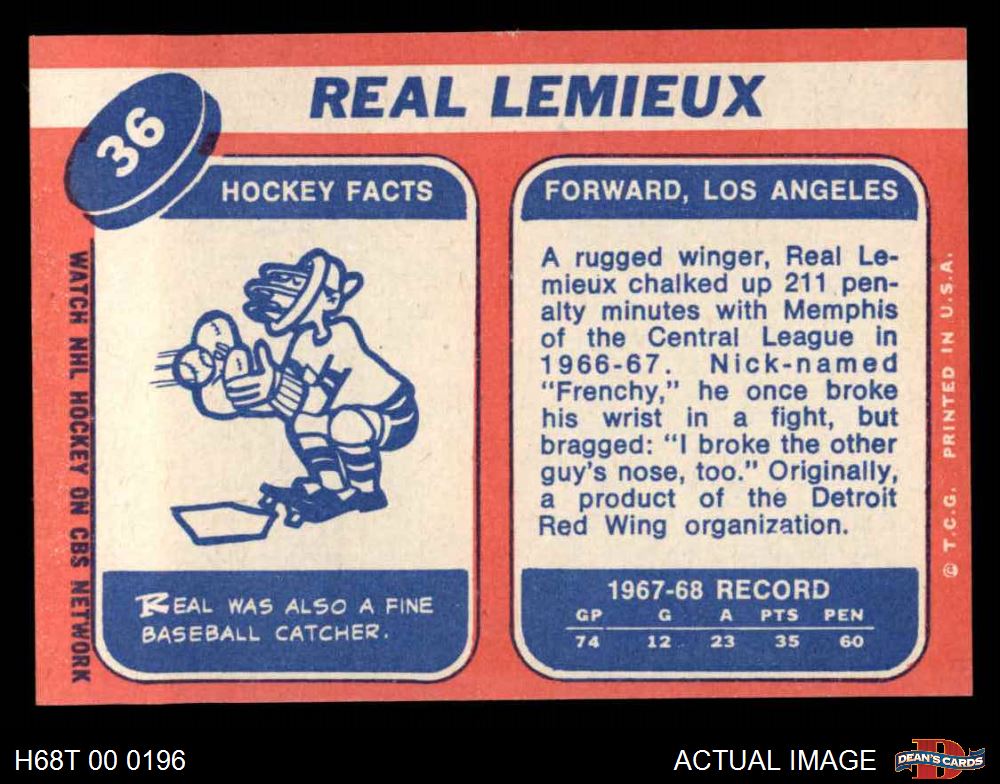 REAL LEMIEUX
36
HOCKEY FACTS
REAL WAS ALSO A FINE
BASEBALL CATCHER.
WATCH NHL HOCKEY ON CBS NETWORK
FORWARD, LOS ANGELES
A rugged winger, Real Le-
mieux chalked up 211 pen-
alty minutes with Memphis
of the Central League in
1966-67. Nick-named
“Frenchy,” he once broke
his wrist in a fight, but
bragged: “I broke the other
guy's nose, too.” Originally,
a product of the Detroit
Red Wing organization.
1967-68 RECORD
GP G A PTS PEN
74 12 23 35 60
© T.C.G. PRINTED IN U.S.A.
H68T 00 0196
ACTUAL IMAGE
D
DEAN'S CARDS